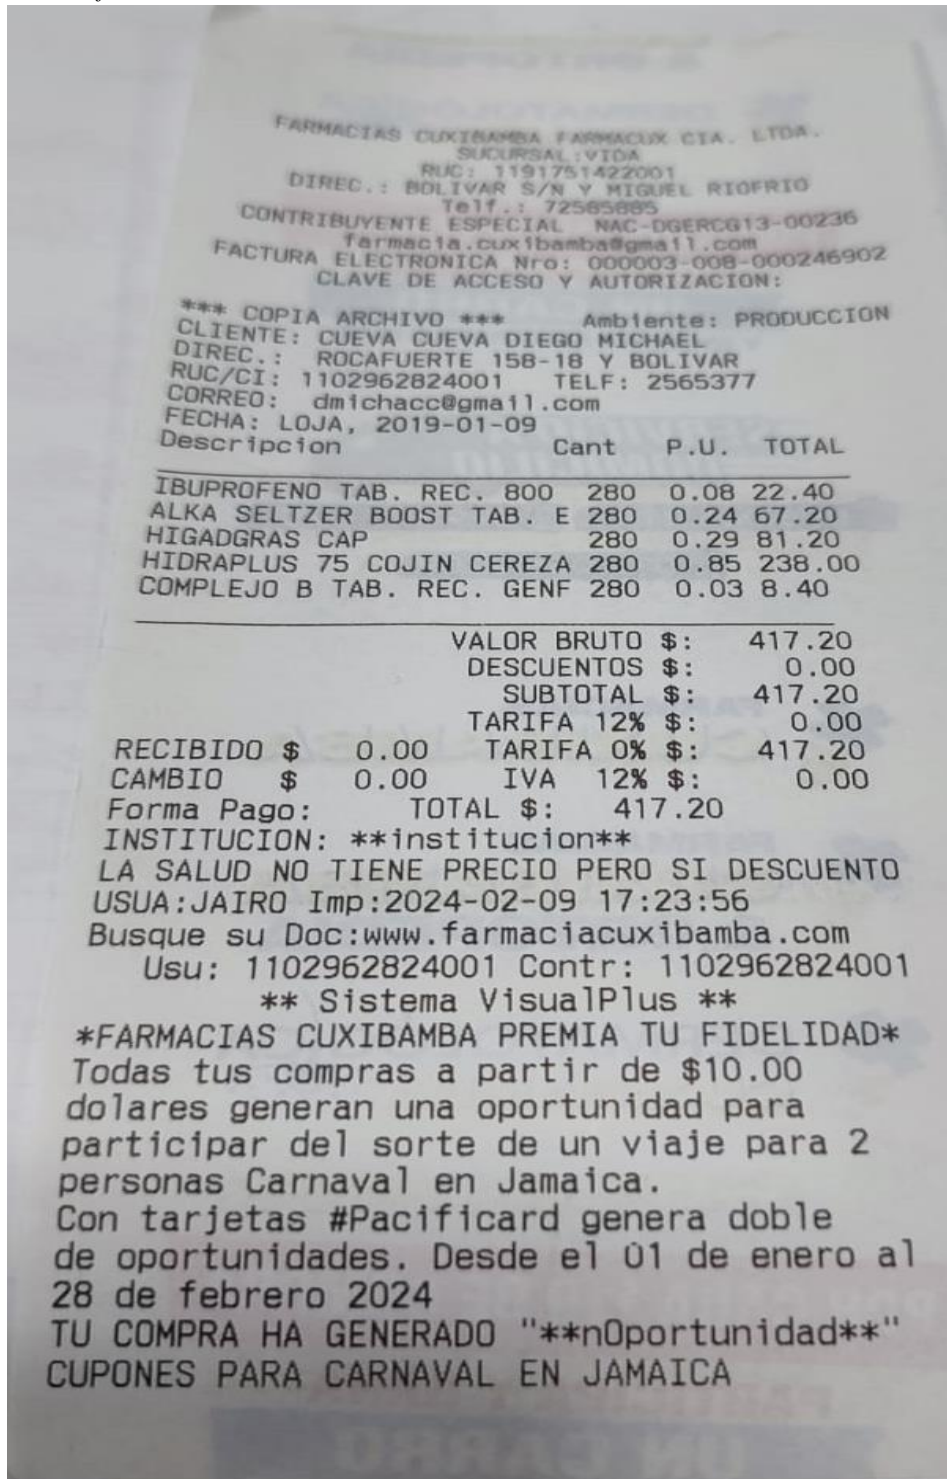 FARMACIAS CUXIBAMBA FARMACUX CIA. LTDA.
SUCURSAL:VIDA
RUC: 1191751422001
DIREC.: BOLIVAR S/N Y MIGUEL RIOFRIO
Telf.: 72585885
CONTRIBUYENTE ESPECIAL NAC-DGERCG13-00236
farmacia.cuxibamba@gmail.com
FACTURA ELECTRONICA Nro: 000003-008-000246902
CLAVE DE ACCESO Y AUTORIZACION:
*** COPIA ARCHIVO *** Ambiente: PRODUCCION
CLIENTE: CUEVA CUEVA DIEGO MICHAEL
DIREC.: ROCAFUERTE 158-18 Y BOLIVAR
RUC/CI: 1102962824001 TELF: 2565377
CORREO: dmichacc@gmail.com
FECHA: LOJA, 2019-01-09
Descripcion Cant P.U. TOTAL
IBUPROFENO TAB. REC. 800 280 0.08 22.40
ALKA SELTZER BOOST TAB. E 280 0.24 67.20
HIGADGRAS CAP 280 0.29 81.20
HIDRAPLUS 75 COJIN CEREZA 280 0.85 238.00
COMPLEJO B TAB. REC. GENF 280 0.03 8.40
VALOR BRUTO $: 417.20
DESCUENTOS $: 0.00
SUBTOTAL $: 417.20
TARIFA 12% $: 0.00
RECIBIDO $ 0.00 TARIFA 0% $: 417.20
CAMBIO $ 0.00 IVA 12% $: 0.00
Forma Pago: TOTAL $: 417.20
INSTITUCION: **institucion**
LA SALUD NO TIENE PRECIO PERO SI DESCUENTO
USUA:JAIRO Imp:2024-02-09 17:23:56
Busque su Doc:www.farmaciacuxibamba.com
Usu: 1102962824001 Contr: 1102962824001
** Sistema VisualPlus **
*FARMACIAS CUXIBAMBA PREMIA TU FIDELIDAD*
Todas tus compras a partir de $10.00
dolares generan una oportunidad para
participar del sorte de un viaje para 2
personas Carnaval en Jamaica.
Con tarjetas #Pacificard genera doble
de oportunidades. Desde el 01 de enero al
28 de febrero 2024
TU COMPRA HA GENERADO "**nOportunidad**"
CUPONES PARA CARNAVAL EN JAMAICA